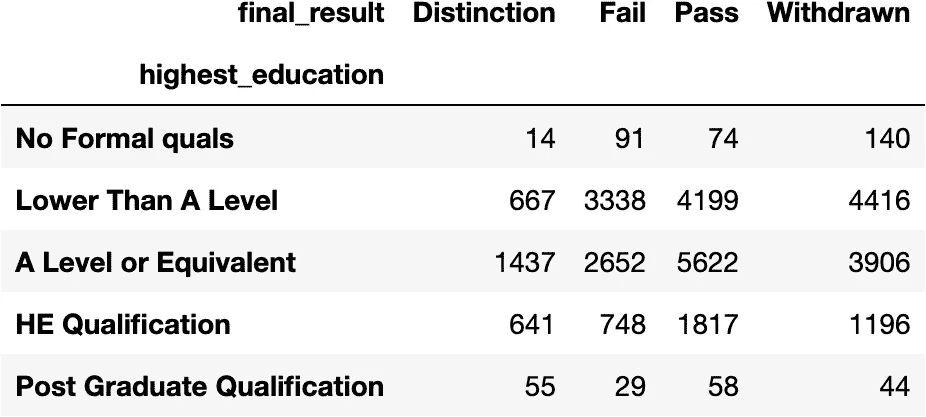 final_result Distinction Fail Pass Withdrawn
highest_education
No Formal quals 14 91 74 140
Lower Than A Level 667 3338 4199 4416
A Level or Equivalent 1437 2652 5622 3906
HE Qualification 641 748 1817 1196
Post Graduate Qualification 55 29 58 44